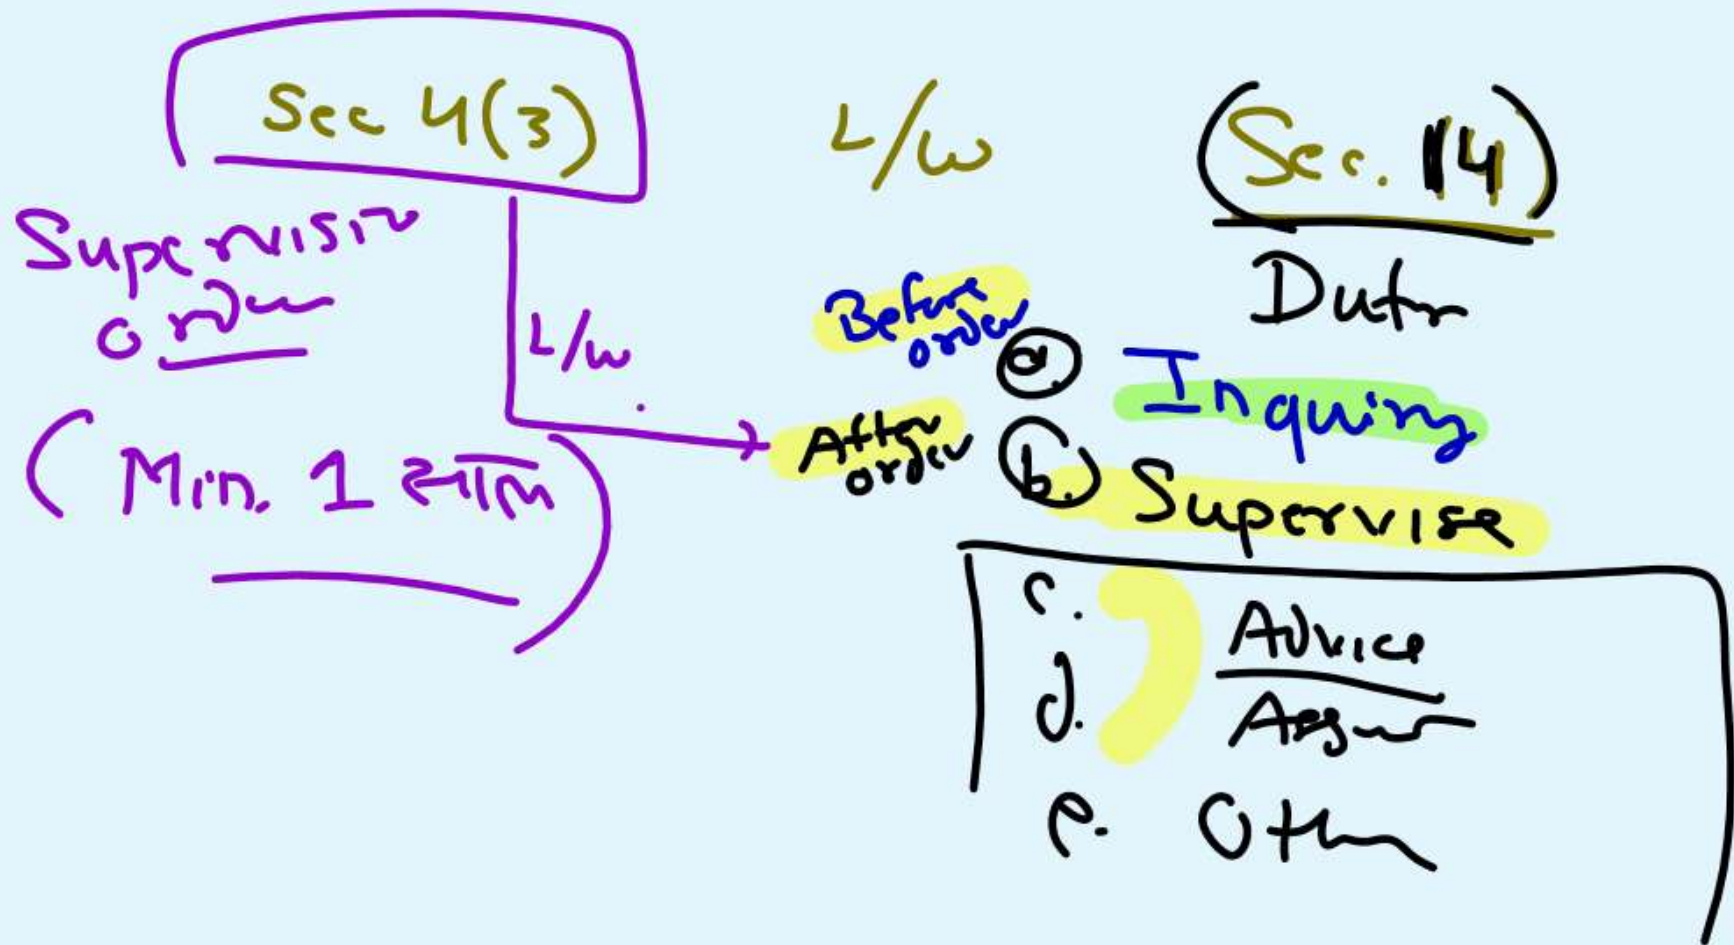 Sec 4(3)
L/w
(Sec. 14)
Supervision
order
(Min. 1 साल)
L/w.
Duty
Before
order
a. Inquiry
After
order
b. Supervise
c.
Advice
d.
e. Other